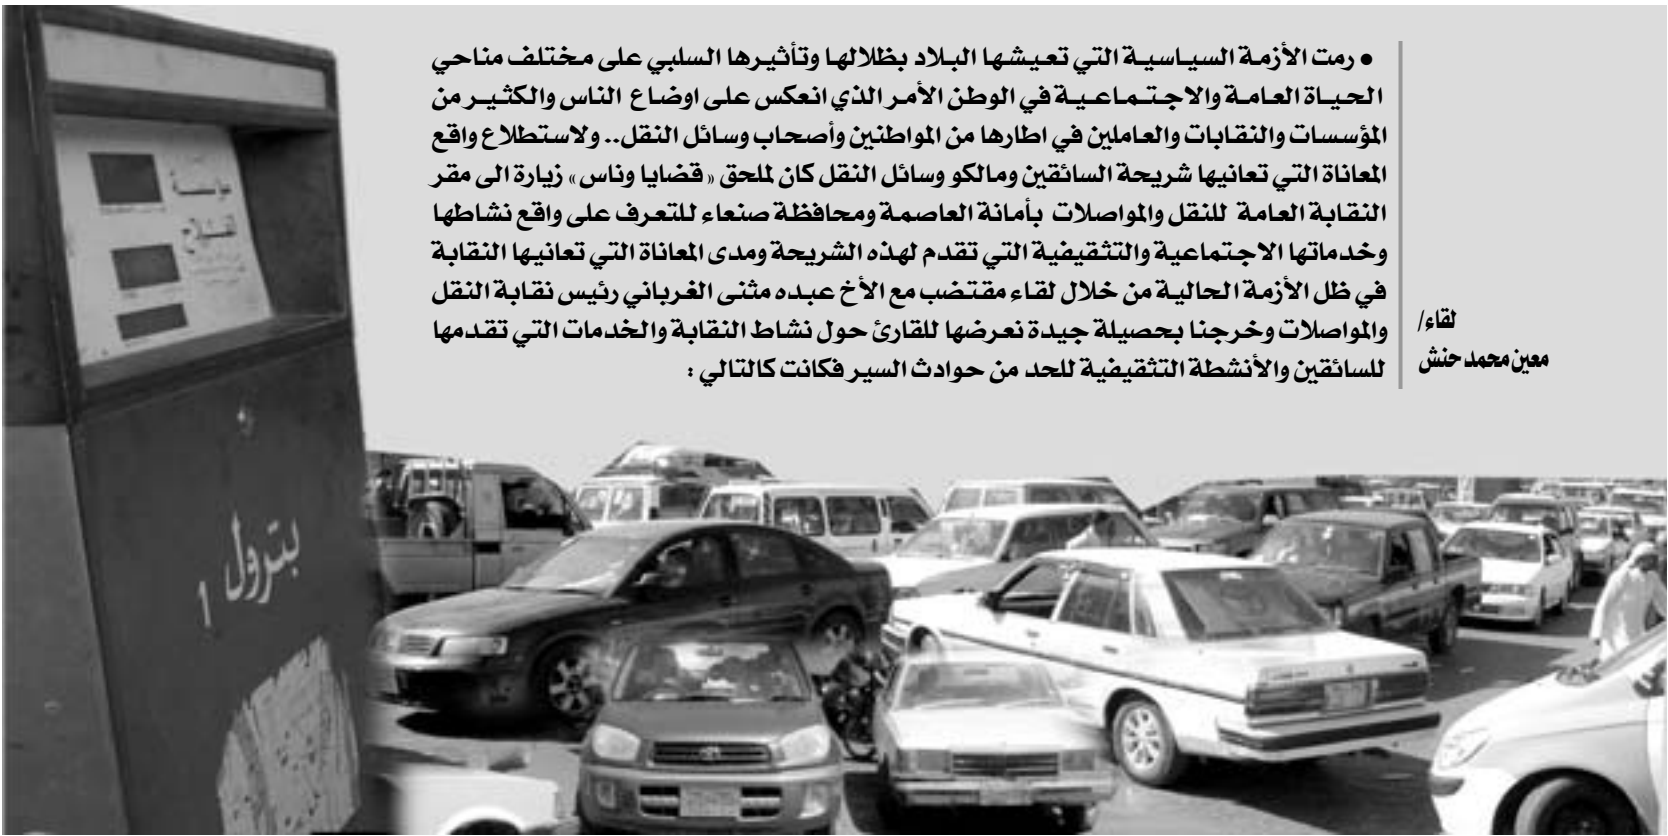 • رمت الأزمة السياسية التي تعيشها البلاد بظلالها وتأثيرها السلبي على مختلف مناحي
الحياة العامة والاجتماعية في الوطن الأمر الذي انعكس على اوضاع الناس والكثير من
المؤسسات والنقابات والعاملين في اطارها من المواطنين وأصحاب وسائل النقل.. ولاستطلاع واقع
المعاناة التي تعانيها شريحة السائقين ومالكو وسائل النقل كان لملحق «قضايا وناس» زيارة الى مقر
النقابة العامة للنقل والمواصلات بأمانة العاصمة ومحافظة صنعاء للتعرف على واقع نشاطها
وخدماتها الاجتماعية والتثقيفية التي تقدم لهذه الشريحة ومدى المعاناة التي تعانيها النقابة
في ظل الأزمة الحالية من خلال لقاء مقتضب مع الأخ عبده مثنى الغرباني رئيس نقابة النقل
والمواصلات وخرجنا بحصيلة جيدة نعرضها للقارئ حول نشاط النقابة والخدمات التي تقدمها
للسائقين والأنشطة التثقيفية للحد من حوادث السير فكانت كالتالي :
لقاء/
معين محمد حنش
مؤسسة
بترول 1